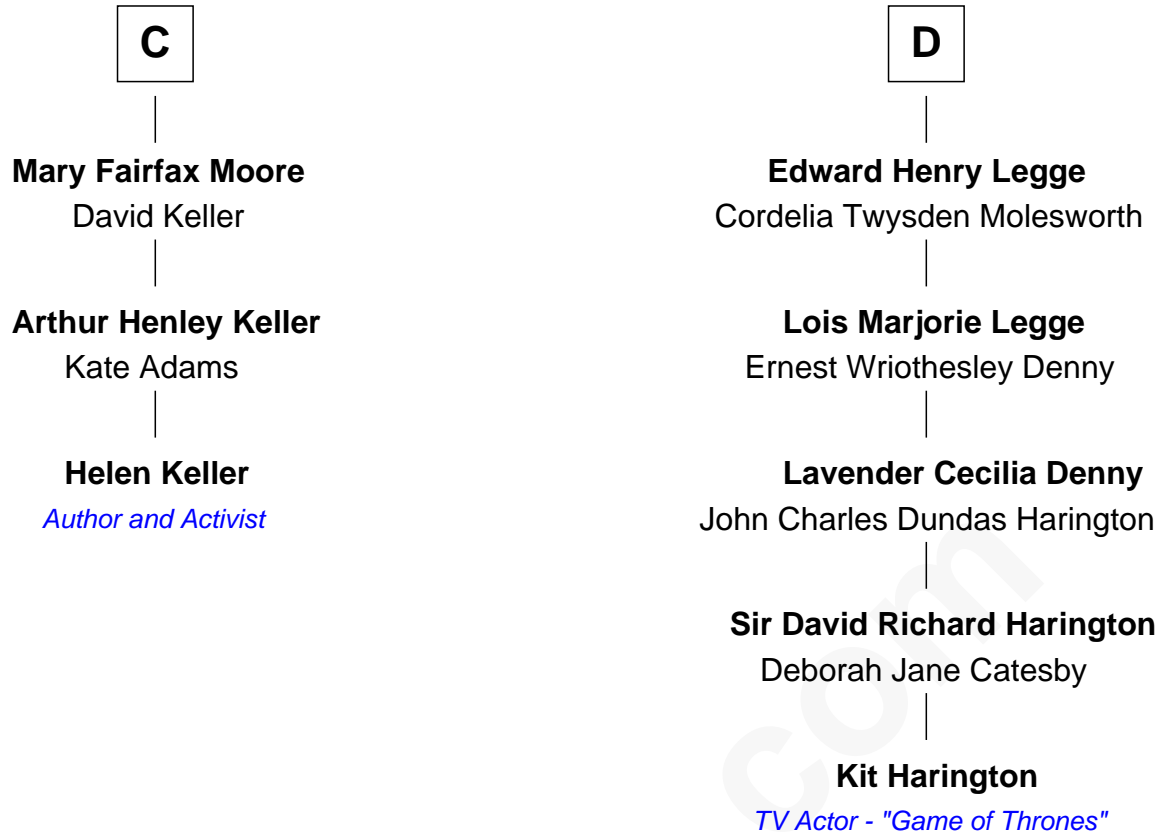 C
Mary Fairfax Moore
David Keller
Arthur Henley Keller
Kate Adams
Helen Keller
Author and Activist
D
Edward Henry Legge
Cordelia Twysden Molesworth
Lois Marjorie Legge
Ernest Wriothesley Denny
Lavender Cecilia Denny
John Charles Dundas Harington
Sir David Richard Harington
Deborah Jane Catesby
Kit Harington
TV Actor - "Game of Thrones"
com